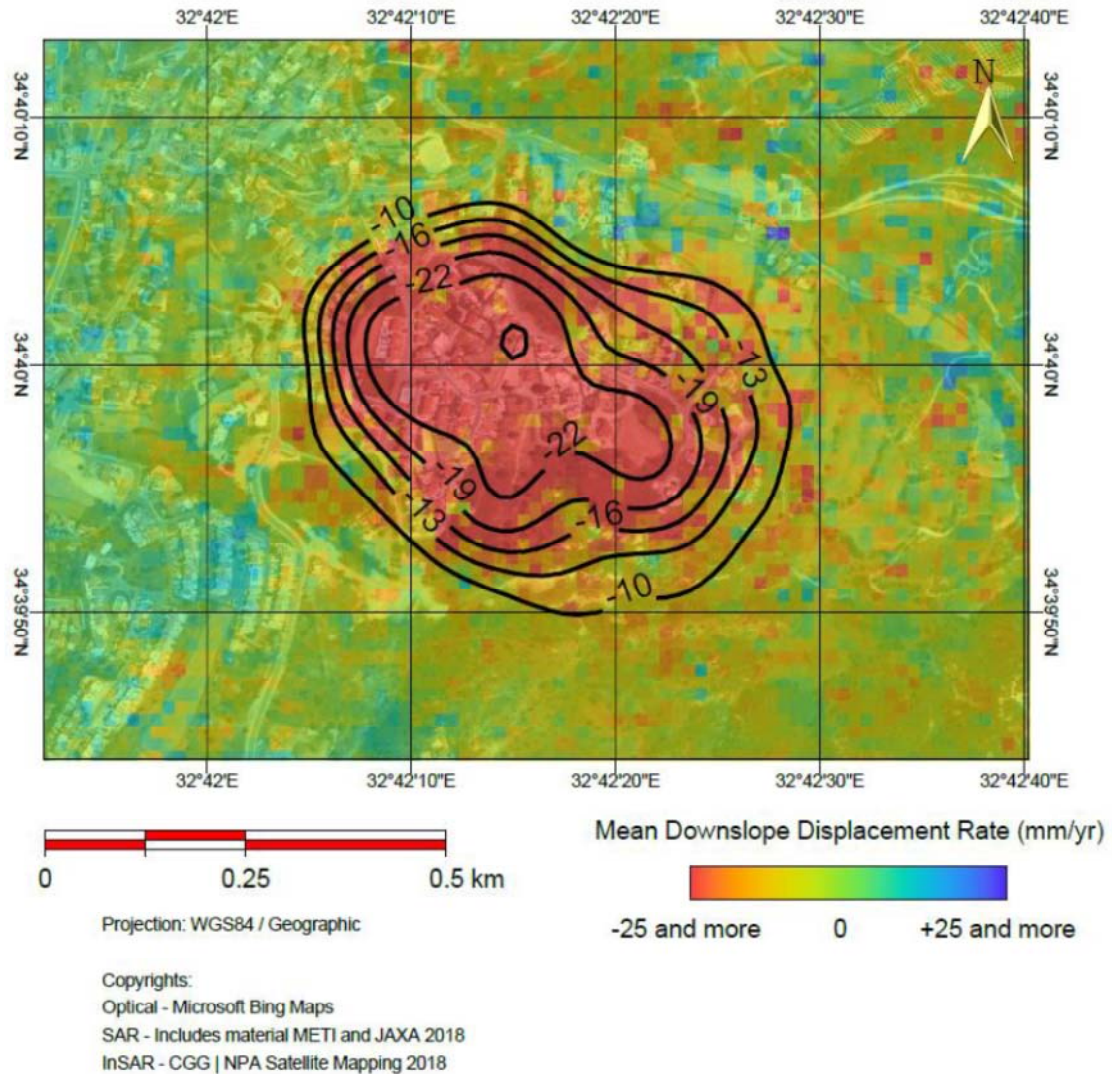 32°42'E 32°42'10"E 32°42'20"E 32°42'30"E 32°42'40"E
N
34°40'10"N 34°40'10"N
-10
-16
-22
34°40'N 34°40'N
-13
-19
-22
-19
-13
-16
-10
34°39'50"N 34°39'50"N
32°42'E 32°42'10"E 32°42'20"E 32°42'30"E 32°42'40"E
Mean Downslope Displacement Rate (mm/yr)
0 0.25 0.5 km
-25 and more 0 +25 and more
Projection: WGS84 / Geographic
Copyrights:
Optical - Microsoft Bing Maps
SAR - Includes material METI and JAXA 2018
InSAR - CGG | NPA Satellite Mapping 2018